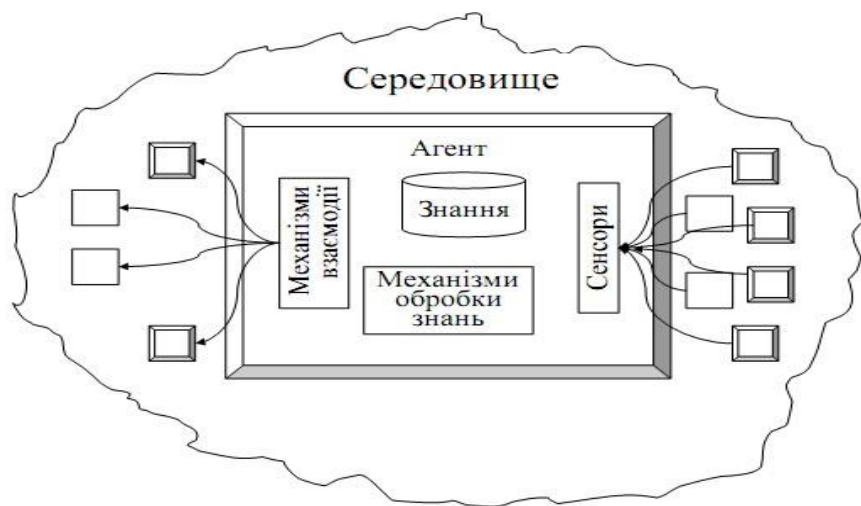 Середовище
Агент
Механізми
взаємодії
Знання
Механізми
обробки
знань
Сенсори